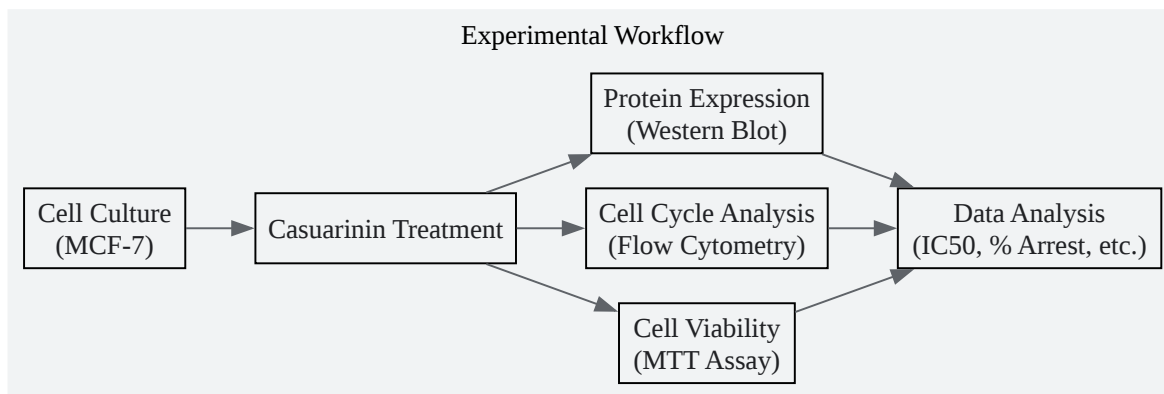 Experimental Workflow
Cell Culture
(MCF-7)
Casuarinin Treatment
Protein Expression
(Western Blot)
Cell Cycle Analysis
(Flow Cytometry)
Cell Viability
(MTT Assay)
Data Analysis
(IC50, % Arrest, etc.)